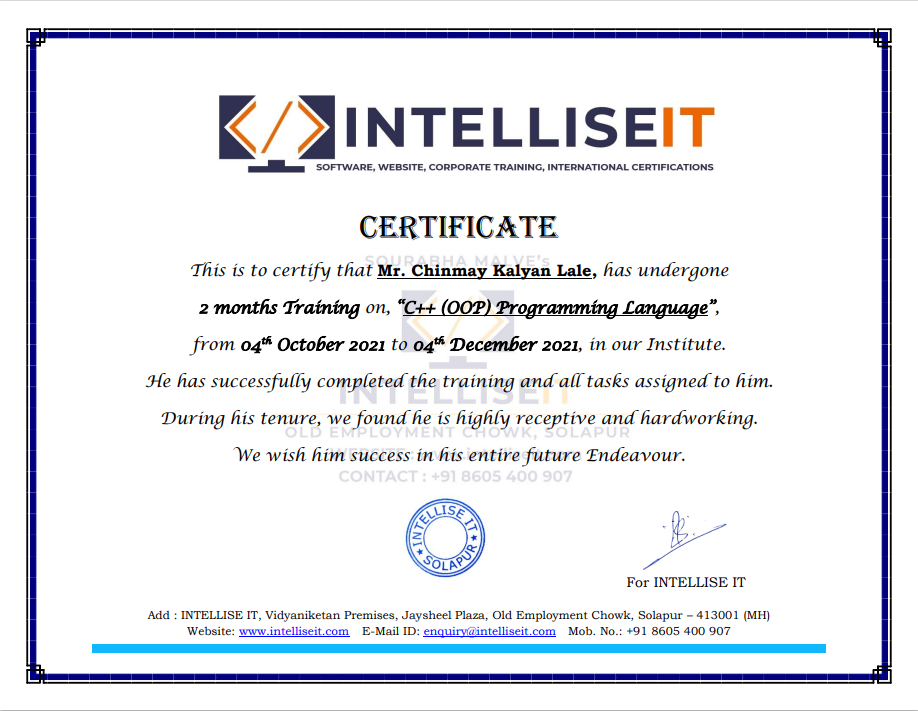 </> INTELLISEIT
SOFTWARE, WEBSITE, CORPORATE TRAINING, INTERNATIONAL CERTIFICATIONS
CERTIFICATE
SOURABHA MALVE's
This is to certify that Mr. Chinmay Kalyan Lale, has undergone
2 months Training on, “C++ (OOP) Programming Language”,
from 04th October 2021 to 04th December 2021, in our Institute.
He has successfully completed the training and all tasks assigned to him.
INTELLISEIT
During his tenure, we found he is highly receptive and hardworking.
OLD EMPLOYMENT CHOWK, SOLAPUR
We wish him success in his entire future Endeavour.
CONTACT : +91 8605 400 907
INTELLISE IT
SOLAPUR
For INTELLISE IT
Add : INTELLISE IT, Vidyaniketan Premises, Jaysheel Plaza, Old Employment Chowk, Solapur – 413001 (MH)
Website: www.intelliseit.com E-Mail ID: enquiry@intelliseit.com Mob. No.: +91 8605 400 907